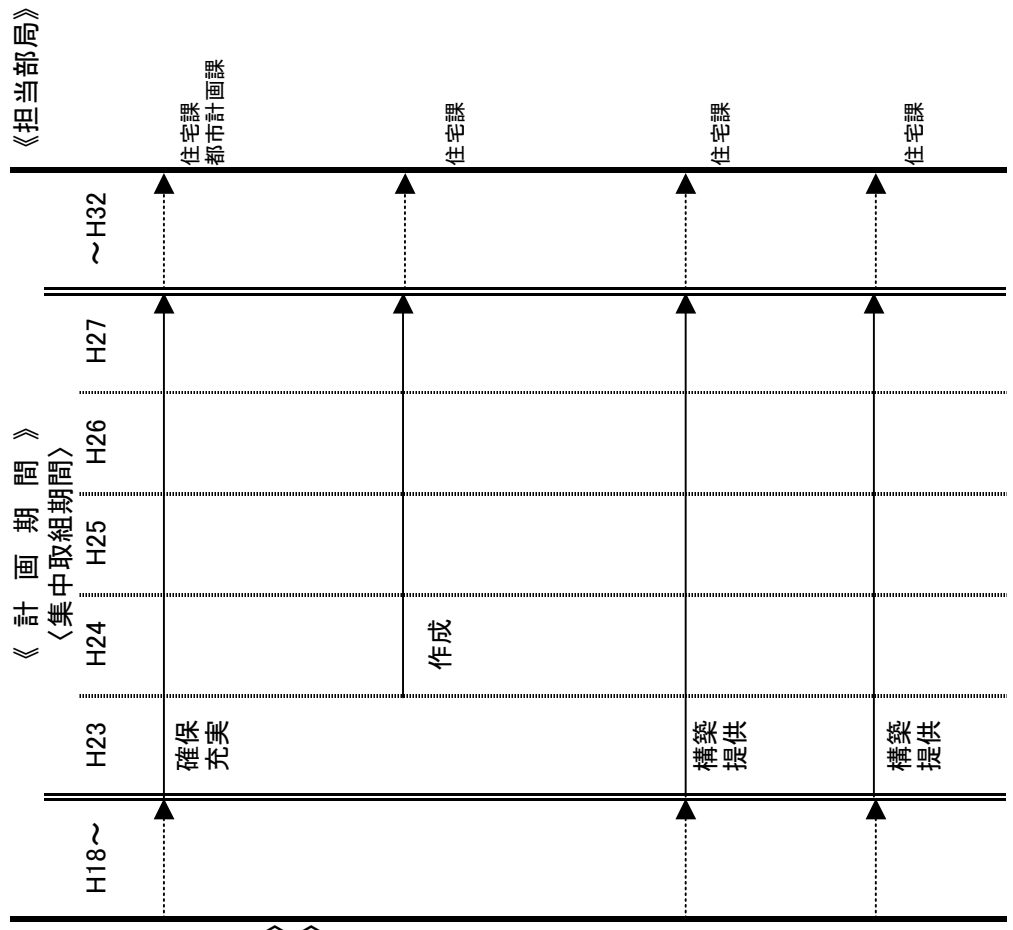 《 計 画 期 間 》
〈集中取組期間〉
《担当部局》
H18～
H23
H24
H25
H26
H27
～H32
確保
充実
住宅課
都市計画課
作成
住宅課
構築
提供
住宅課
構築
提供
住宅課